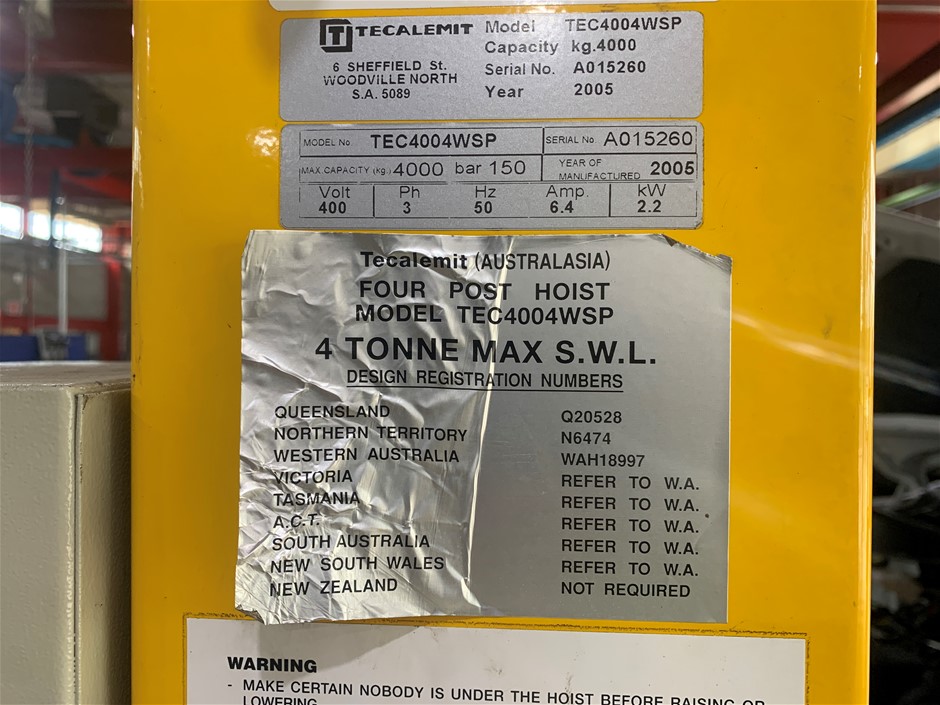 TECALEMIT Model TEC4004WSP
Capacity kg.4000
6 SHEFFIELD St. Serial No. A015260
WOODVILLE NORTH
S.A. 5089 Year 2005
MODEL No TEC4004WSP SERIAL No. A015260
MAX.CAPACITY (kg.) 4000 bar 150 YEAR OF MANUFACTURED 2005
Volt Ph Hz Amp. kW
400 3 50 6.4 2.2
Tecalemit (AUSTRALASIA)
FOUR POST HOIST
MODEL TEC4004WSP
4 TONNE MAX S.W.L.
DESIGN REGISTRATION NUMBERS
QUEENSLAND Q20528
NORTHERN TERRITORY N6474
WESTERN AUSTRALIA WAH18997
VICTORIA REFER TO W.A.
TASMANIA REFER TO W.A.
A.C.T. REFER TO W.A.
SOUTH AUSTRALIA REFER TO W.A.
NEW SOUTH WALES REFER TO W.A.
NEW ZEALAND NOT REQUIRED
WARNING
- MAKE CERTAIN NOBODY IS UNDER THE HOIST BEFORE RAISING OR
LOWERING